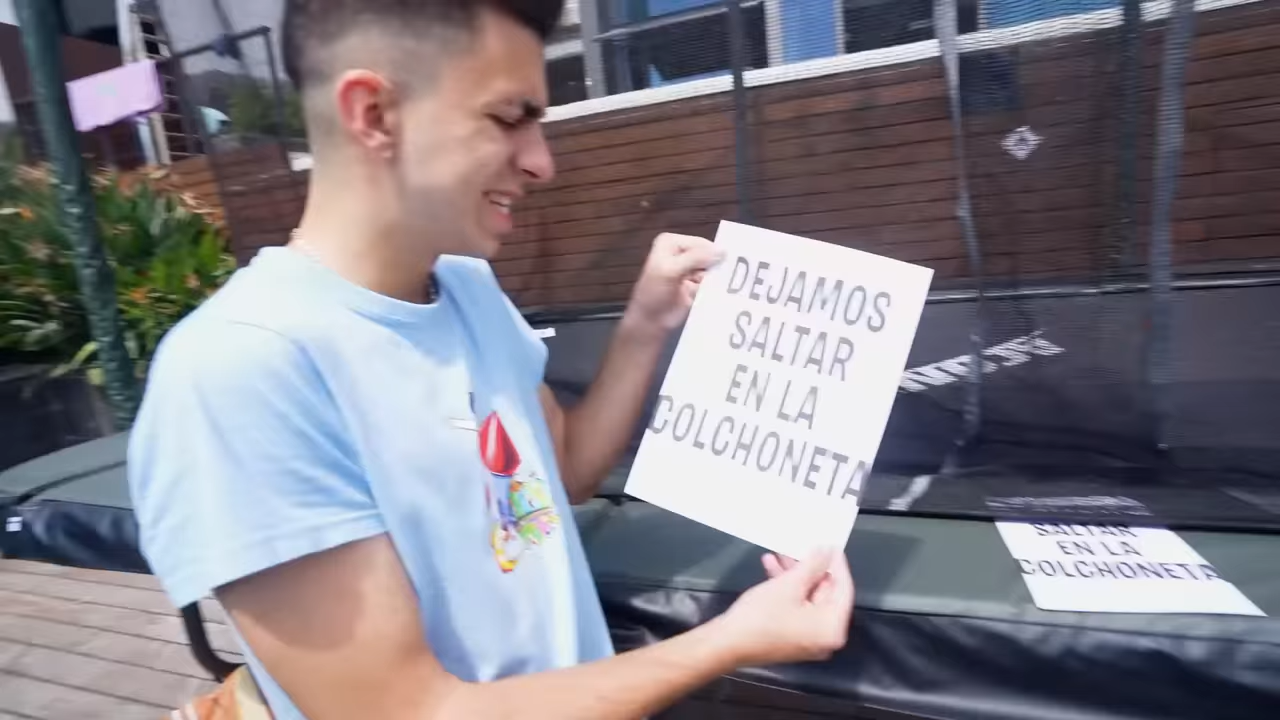 DEJAMOS
SALTAR
EN LA
COLCHONETA
SALTAR
EN LA
COLCHONETA